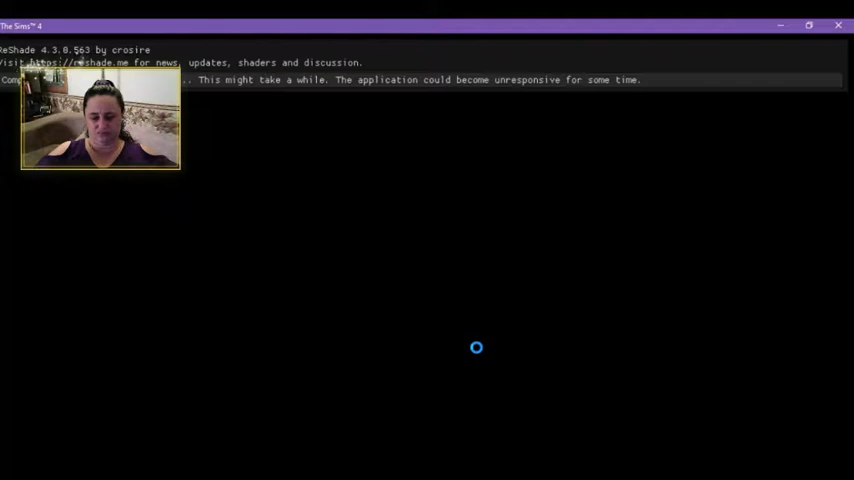 The Sims™ 4
ReShade 4.3.0.563 by crosire
Visit https://reshade.me for news, updates, shaders and discussion.
.. This might take a while. The application could become unresponsive for some time.